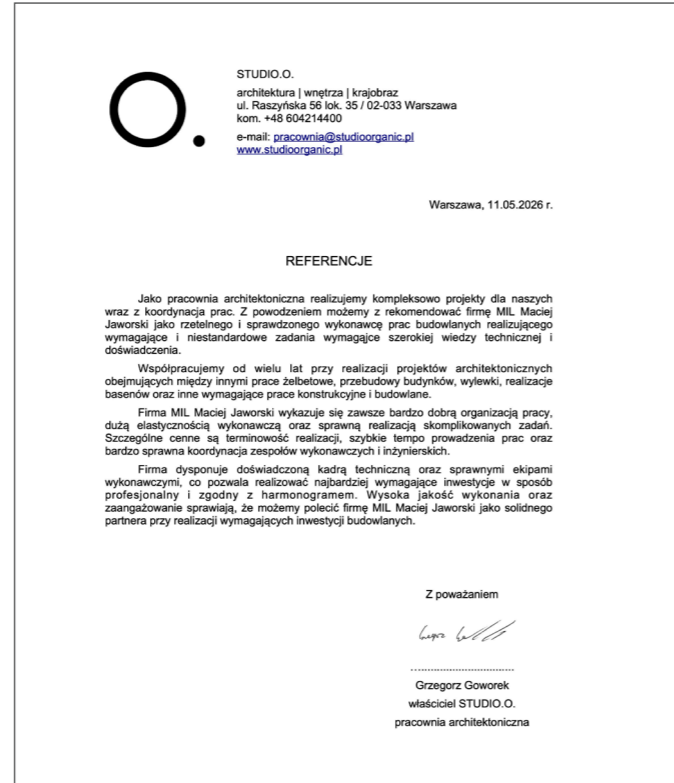 O.
STUDIO.O.
architektura | wnętrza | krajobraz
ul. Raszyńska 56 lok. 35 / 02-033 Warszawa
kom. +48 604214400
e-mail: pracownia@studioorganic.pl
www.studioorganic.pl
Warszawa, 11.05.2026 r.
REFERENCJE
Jako pracownia architektoniczna realizujemy kompleksowo projekty dla naszych
wraz z koordynacja prac. Z powodzeniem możemy z rekomendować firmę MIL Maciej
Jaworski jako rzetelnego i sprawdzonego wykonawcę prac budowlanych realizującego
wymagające i niestandardowe zadania wymagąjce szerokiej wiedzy technicznej i
doświadczenia.
Współpracujemy od wielu lat przy realizacji projektów architektonicznych
obejmujących między innymi prace żelbetowe, przebudowy budynków, wylewki, realizacje
basenów oraz inne wymagające prace konstrukcyjne i budowlane.
Firma MIL Maciej Jaworski wykazuje się zawsze bardzo dobrą organizacją pracy,
dużą elastycznością wykonawczą oraz sprawną realizacją skomplikowanych zadań.
Szczególne cenne są terminowość realizacji, szybkie tempo prowadzenia prac oraz
bardzo sprawna koordynacja zespołów wykonawczych i inżynierskich.
Firma dysponuje doświadczoną kadrą techniczną oraz sprawnymi ekipami
wykonawczymi, co pozwala realizować najbardziej wymagające inwestycje w sposób
profesjonalny i zgodny z harmonogramem. Wysoka jakość wykonania oraz
zaangażowanie sprawiają, że możemy polecić firmę MIL Maciej Jaworski jako solidnego
partnera przy realizacji wymagających inwestycji budowlanych.
Z poważaniem
Grzegorz Goworek
właściciel STUDIO.O.
pracownia architektoniczna